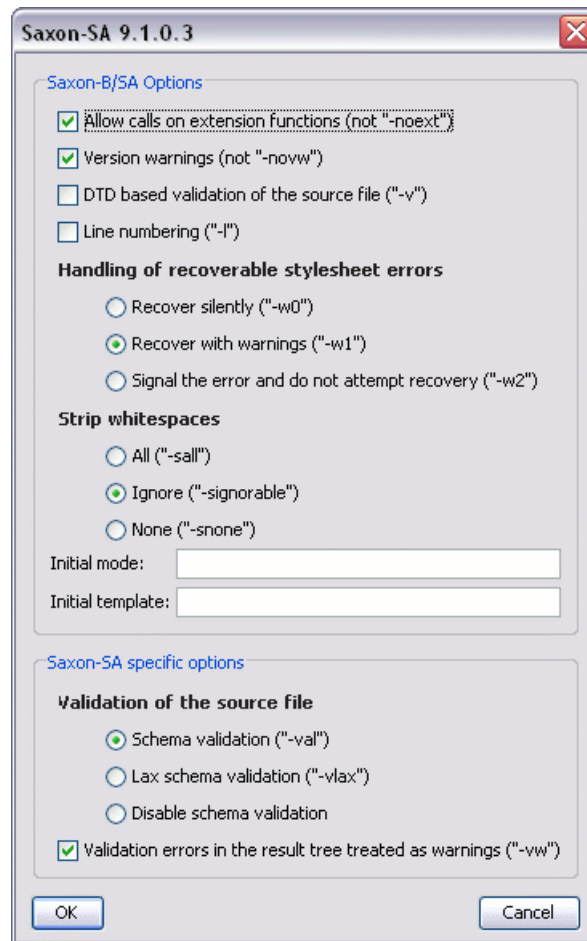 Saxon-SA 9.1.0.3
Saxon-B/SA Options
Allow calls on extension functions (not "-noext")
Version warnings (not "-novw")
DTD based validation of the source file ("-v")
Line numbering ("-l")
Handling of recoverable stylesheet errors
Recover silently ("-w0")
Recover with warnings ("-w1")
Signal the error and do not attempt recovery ("-w2")
Strip whitespaces
All ("-sall")
Ignore ("-signorable")
None ("-snone")
Initial mode:
Initial template:
Saxon-SA specific options
Validation of the source file
Schema validation ("-val")
Lax schema validation ("-vlax")
Disable schema validation
Validation errors in the result tree treated as warnings ("-vw")
OK
Cancel